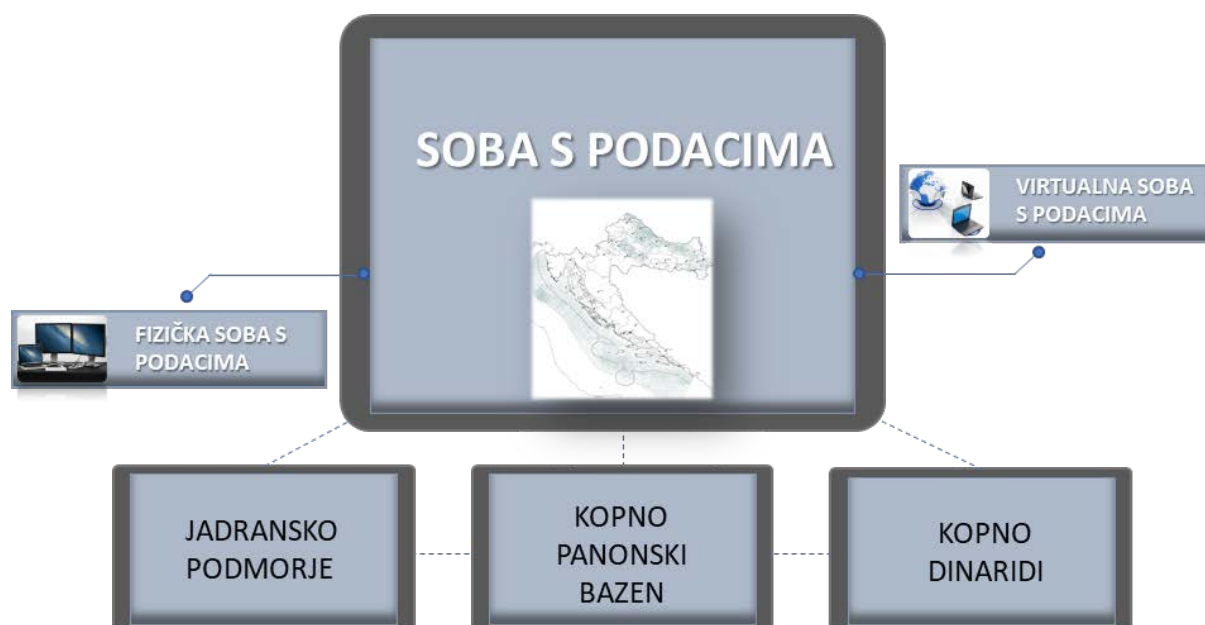 SOBA S PODACIMA
VIRTUALNA SOBA
S PODACIMA
FIZIČKA SOBA S
PODACIMA
JADRANSKO
PODMORJE
KOPNO
PANONSKI
BAZEN
KOPNO
DINARIDI